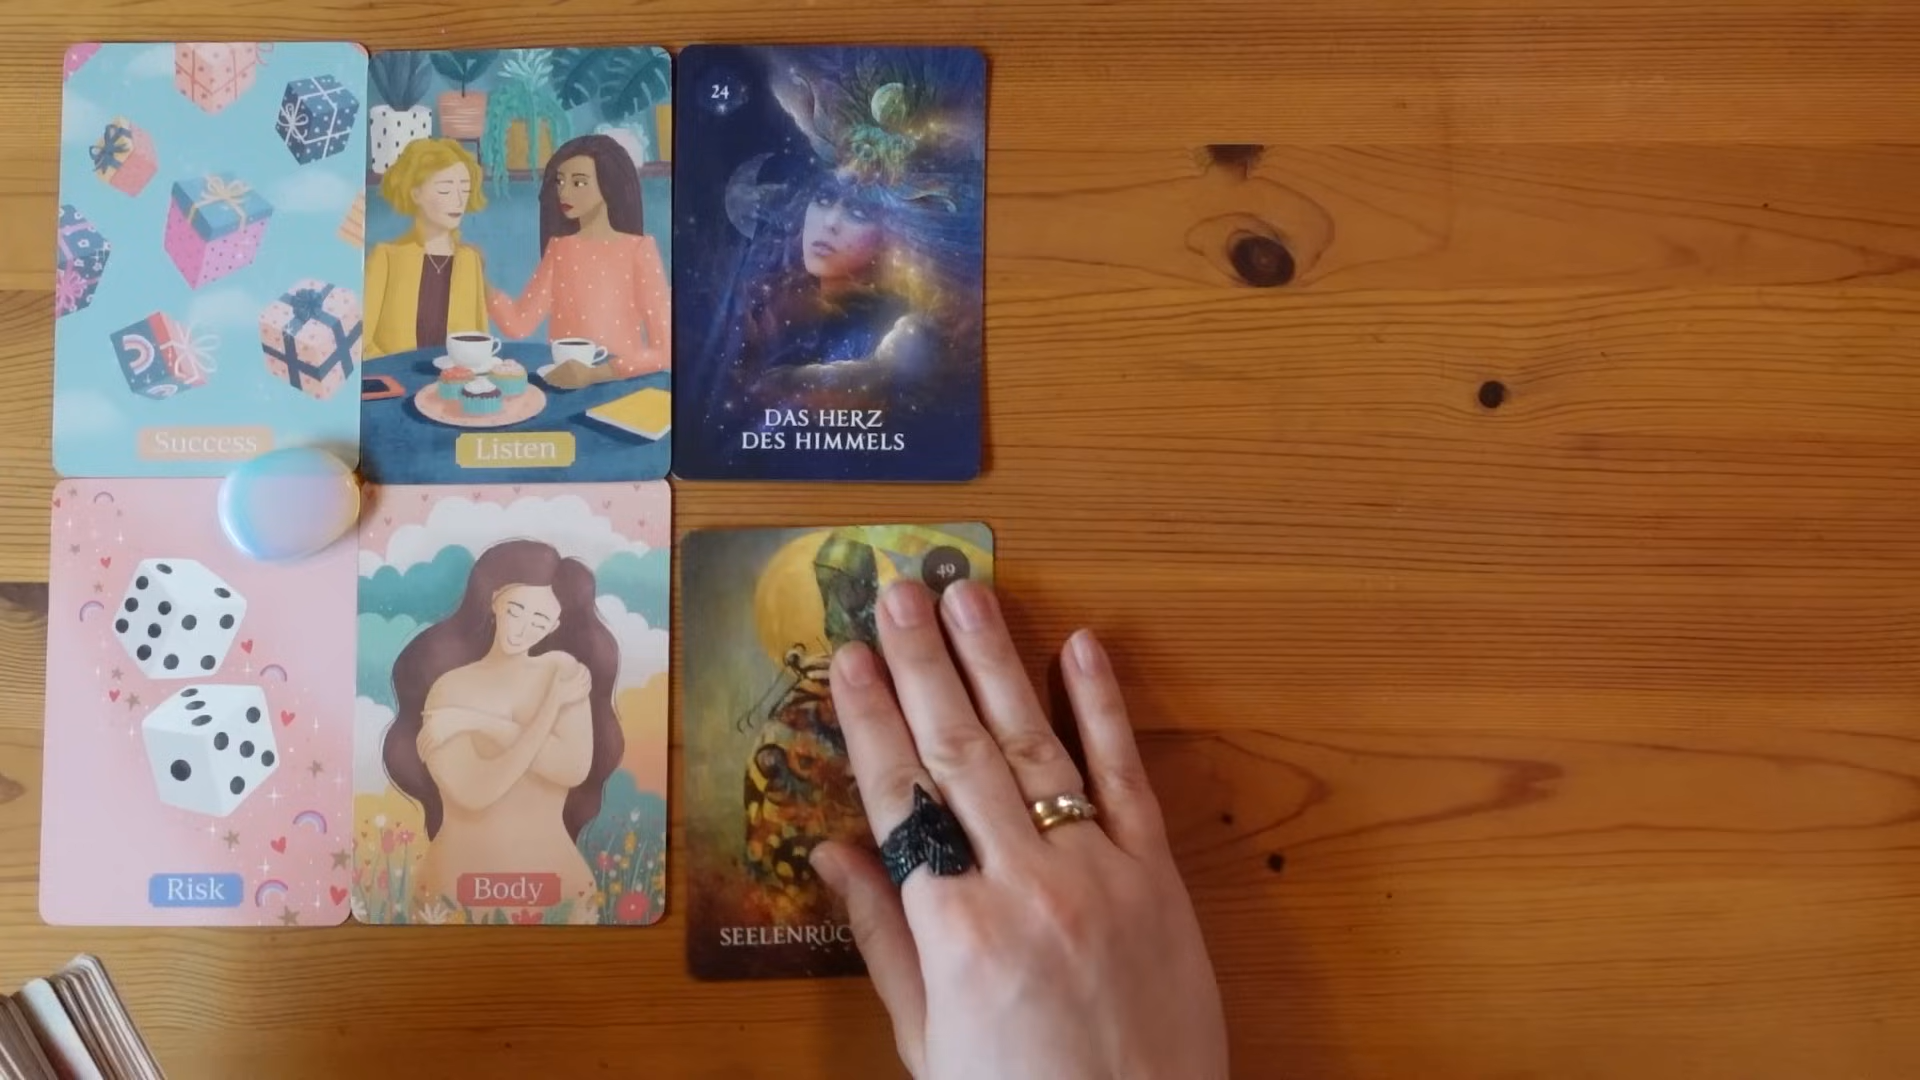 Success
Listen
24
DAS HERZ
DES HIMMELS
Risk
Body
49